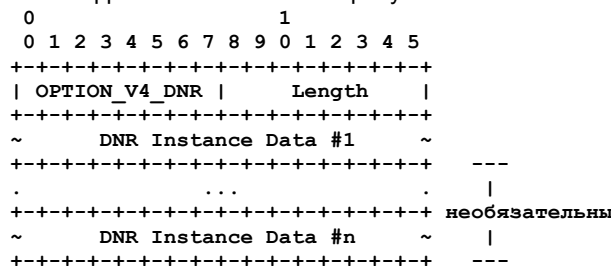 0                   1
0 1 2 3 4 5 6 7 8 9 0 1 2 3 4 5
+-+-+-+-+-+-+-+-+-+-+-+-+-+-+-+-+
| OPTION_V4_DNR |     Length    |
+-+-+-+-+-+-+-+-+-+-+-+-+-+-+-+-+
~      DNR Instance Data #1     ~
+-+-+-+-+-+-+-+-+-+-+-+-+-+-+-+-+   ---
.              ...              .    |
+-+-+-+-+-+-+-+-+-+-+-+-+-+-+-+-+ необязательны
~      DNR Instance Data #n     ~    |
+-+-+-+-+-+-+-+-+-+-+-+-+-+-+-+-+   ---